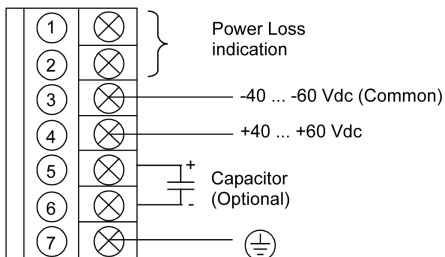 1
Power Loss
indication
2
3
-40 ... -60 Vdc (Common)
4
+40 ... +60 Vdc
5
+
Capacitor
(Optional)
6
-
7